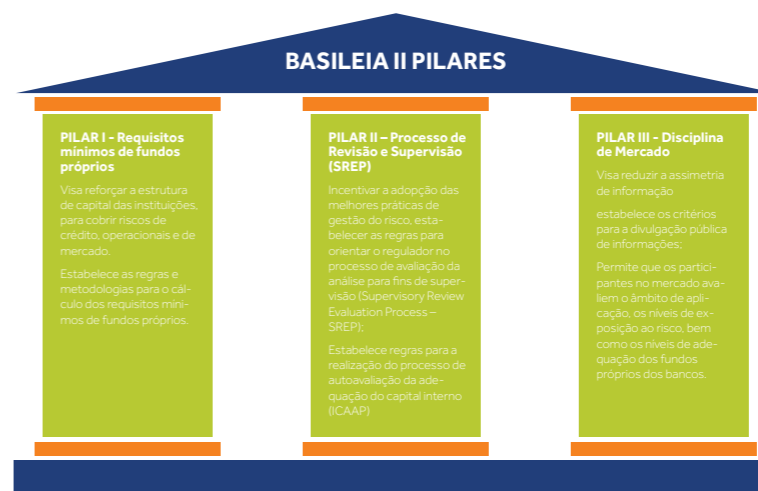 BASILEIA II PILARES
PILAR I - Requisitos
mínimos de fundos
próprios
Visa reforçar a estrutura
de capital das instituições,
para cobrir riscos de
crédito, operacionais e de
mercado.
Estabelece as regras e
metodologias para o cál-
culo dos requisitos míni-
mos de fundos próprios.
PILAR II – Processo de
Revisão e Supervisão
(SREP)
Incentivar a adopção das
melhores práticas de
gestão do risco, esta-
belecer as regras para
orientar o regulador no
processo de avaliação da
análise para fins de super-
visão (Supervisory Review
Evaluation Process –
SREP);
Estabelece regras para a
realização do processo de
autoavaliação da ade-
quação do capital interno
(ICAAP)
PILAR III - Disciplina
de Mercado
Visa reduzir a assimetria
de informação
estabelece os critérios
para a divulgação pública
de informações;
Permite que os partici-
pantes no mercado ava-
liem o âmbito de apli-
cação, os níveis de ex-
posição ao risco, bem
como os níveis de ade-
quação dos fundos
próprios dos bancos.